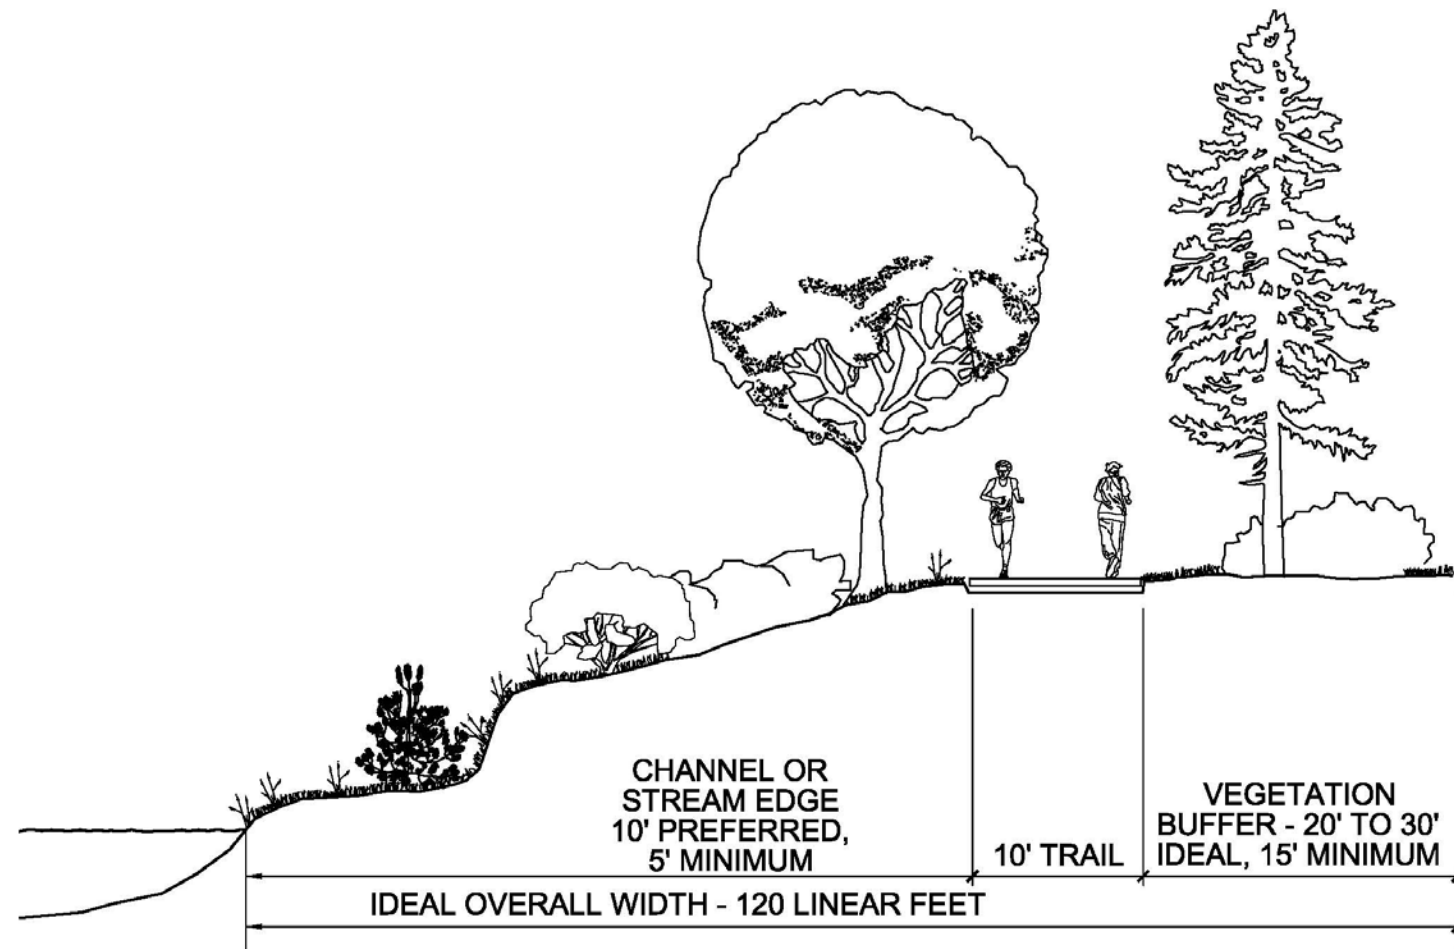 CHANNEL OR
STREAM EDGE
10' PREFERRED,
5' MINIMUM
10' TRAIL
VEGETATION
BUFFER - 20' TO 30'
IDEAL, 15' MINIMUM
IDEAL OVERALL WIDTH - 120 LINEAR FEET